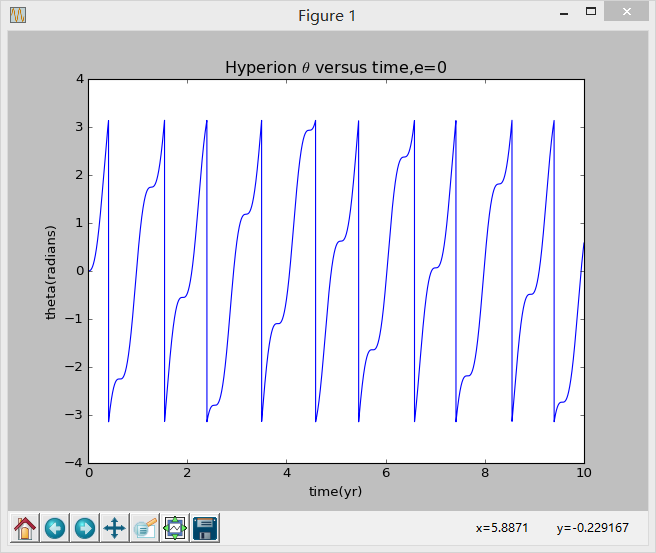 Figure 1
Hyperion θ versus time,e=0
4
3
2
1
0
−1
−2
−3
−4
theta(radians)
0 2 4 6 8 10
time(yr)
x=5.8871 y=-0.229167